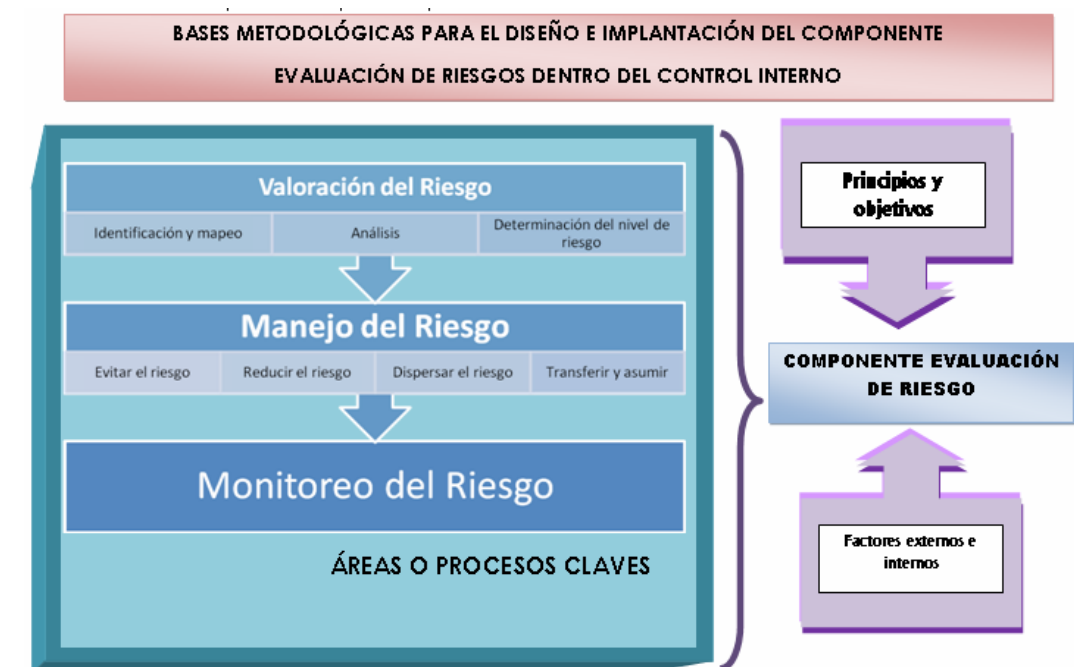 BASES METODOLÓGICAS PARA EL DISEÑO E IMPLANTACIÓN DEL COMPONENTE
EVALUACIÓN DE RIESGOS DENTRO DEL CONTROL INTERNO
Valoración del Riesgo
Identificación y mapeo
Análisis
Determinación del nivel de
riesgo
Manejo del Riesgo
Evitar el riesgo
Reducir el riesgo
Dispersar el riesgo
Transferir y asumir
Monitoreo del Riesgo
ÁREAS O PROCESOS CLAVES
Principios y
objetivos
COMPONENTE EVALUACIÓN
DE RIESGO
Factores externos e
internos